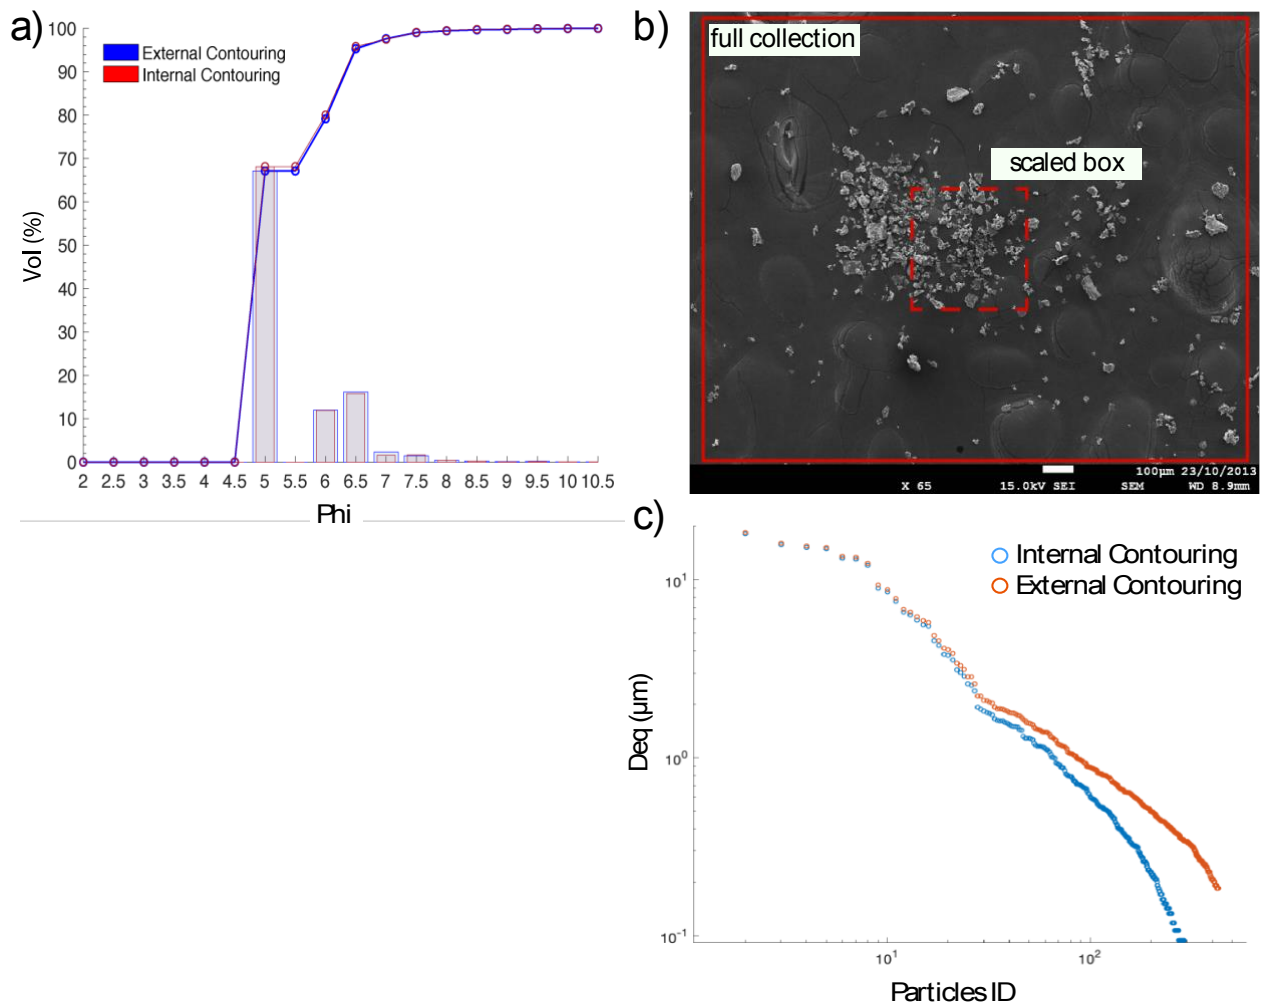 a)
100
90
80
70
60
50
40
30
20
10
0
Vol (%)
External Contouring
Internal Contouring
2 2.5 3 3.5 4 4.5 5 5.5 6 6.5 7 7.5 8 8.5 9 9.5 10 10.5
Phi
b)
full collection
scaled box
100µm 23/10/2013
X 65 15.0kV SEI SEM WD 8.9mm
c)
Internal Contouring
External Contouring
10¹
10⁰
10⁻¹
Deq (µm)
10¹ 10²
Particles ID